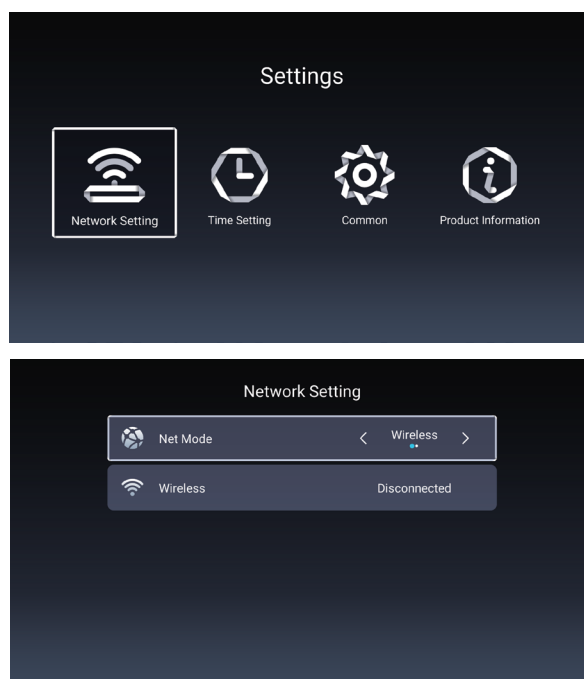 Settings
Network Setting Time Setting Common Product Information
Network Setting
Net Mode Wireless
Wireless Disconnected